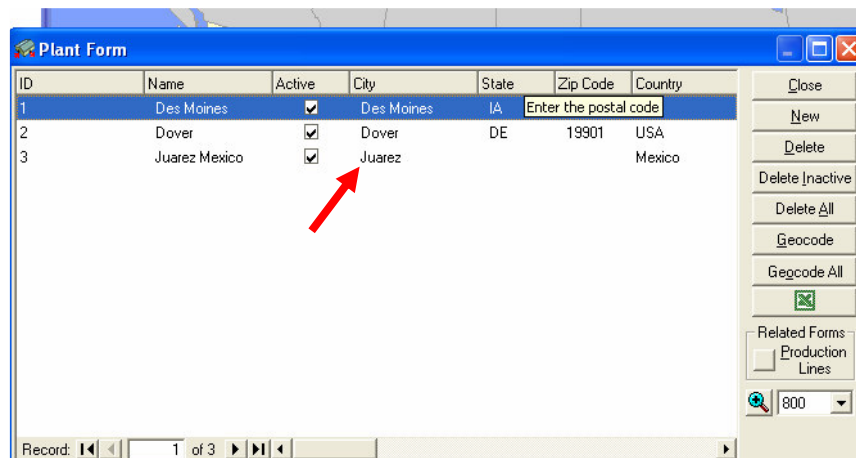 Plant Form
ID Name Active City State Zip Code Country
1 Des Moines Des Moines IA Enter the postal code
2 Dover Dover DE 19901 USA
3 Juarez Mexico Juarez Mexico
Close
New
Delete
Delete Inactive
Delete All
Geocode
Geocode All
Related Forms
Production
Lines
800
Record: 1 of 3